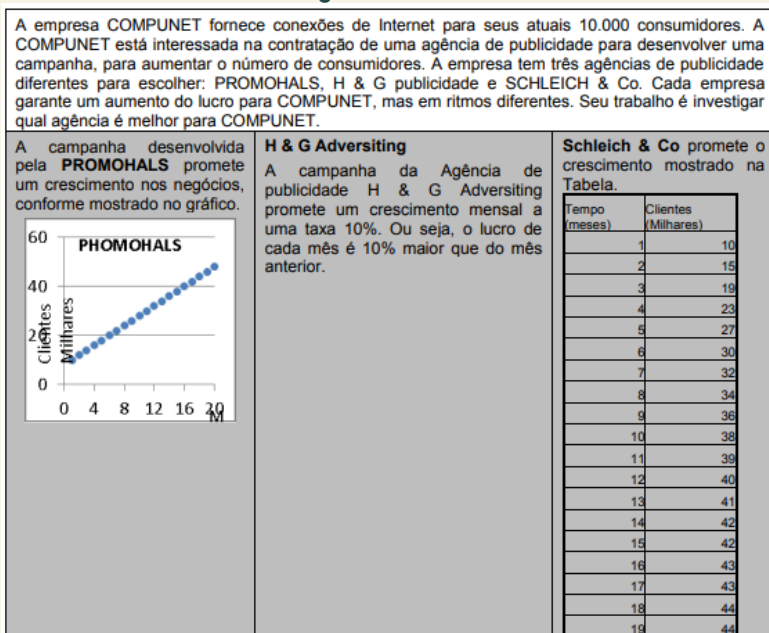 A empresa COMPUNET fornece conexões de Internet para seus atuais 10.000 consumidores. A
COMPUNET está interessada na contratação de uma agência de publicidade para desenvolver uma
campanha, para aumentar o número de consumidores. A empresa tem três agências de publicidade
diferentes para escolher: PROMOHALS, H & G publicidade e SCHLEICH & Co. Cada empresa
garante um aumento do lucro para COMPUNET, mas em ritmos diferentes. Seu trabalho é investigar
qual agência é melhor para COMPUNET.
A campanha desenvolvida
pela PROMOHALS promete
um crescimento nos negócios,
conforme mostrado no gráfico.
PHOMOHALS
60
40
20
0
Clientes
Milhares
0 4 8 12 16 20
M
H & G Adversiting
A campanha da Agência de
publicidade H & G Adversiting
promete um crescimento mensal a
uma taxa 10%. Ou seja, o lucro de
cada mês é 10% maior que do mês
anterior.
Schleich & Co promete o
crescimento mostrado na
Tabela.
Tempo (meses) Clientes (Milhares)
1 10
2 15
3 19
4 23
5 27
6 30
7 32
8 34
9 36
10 38
11 39
12 40
13 41
14 42
15 42
16 43
17 43
18 44
19 44